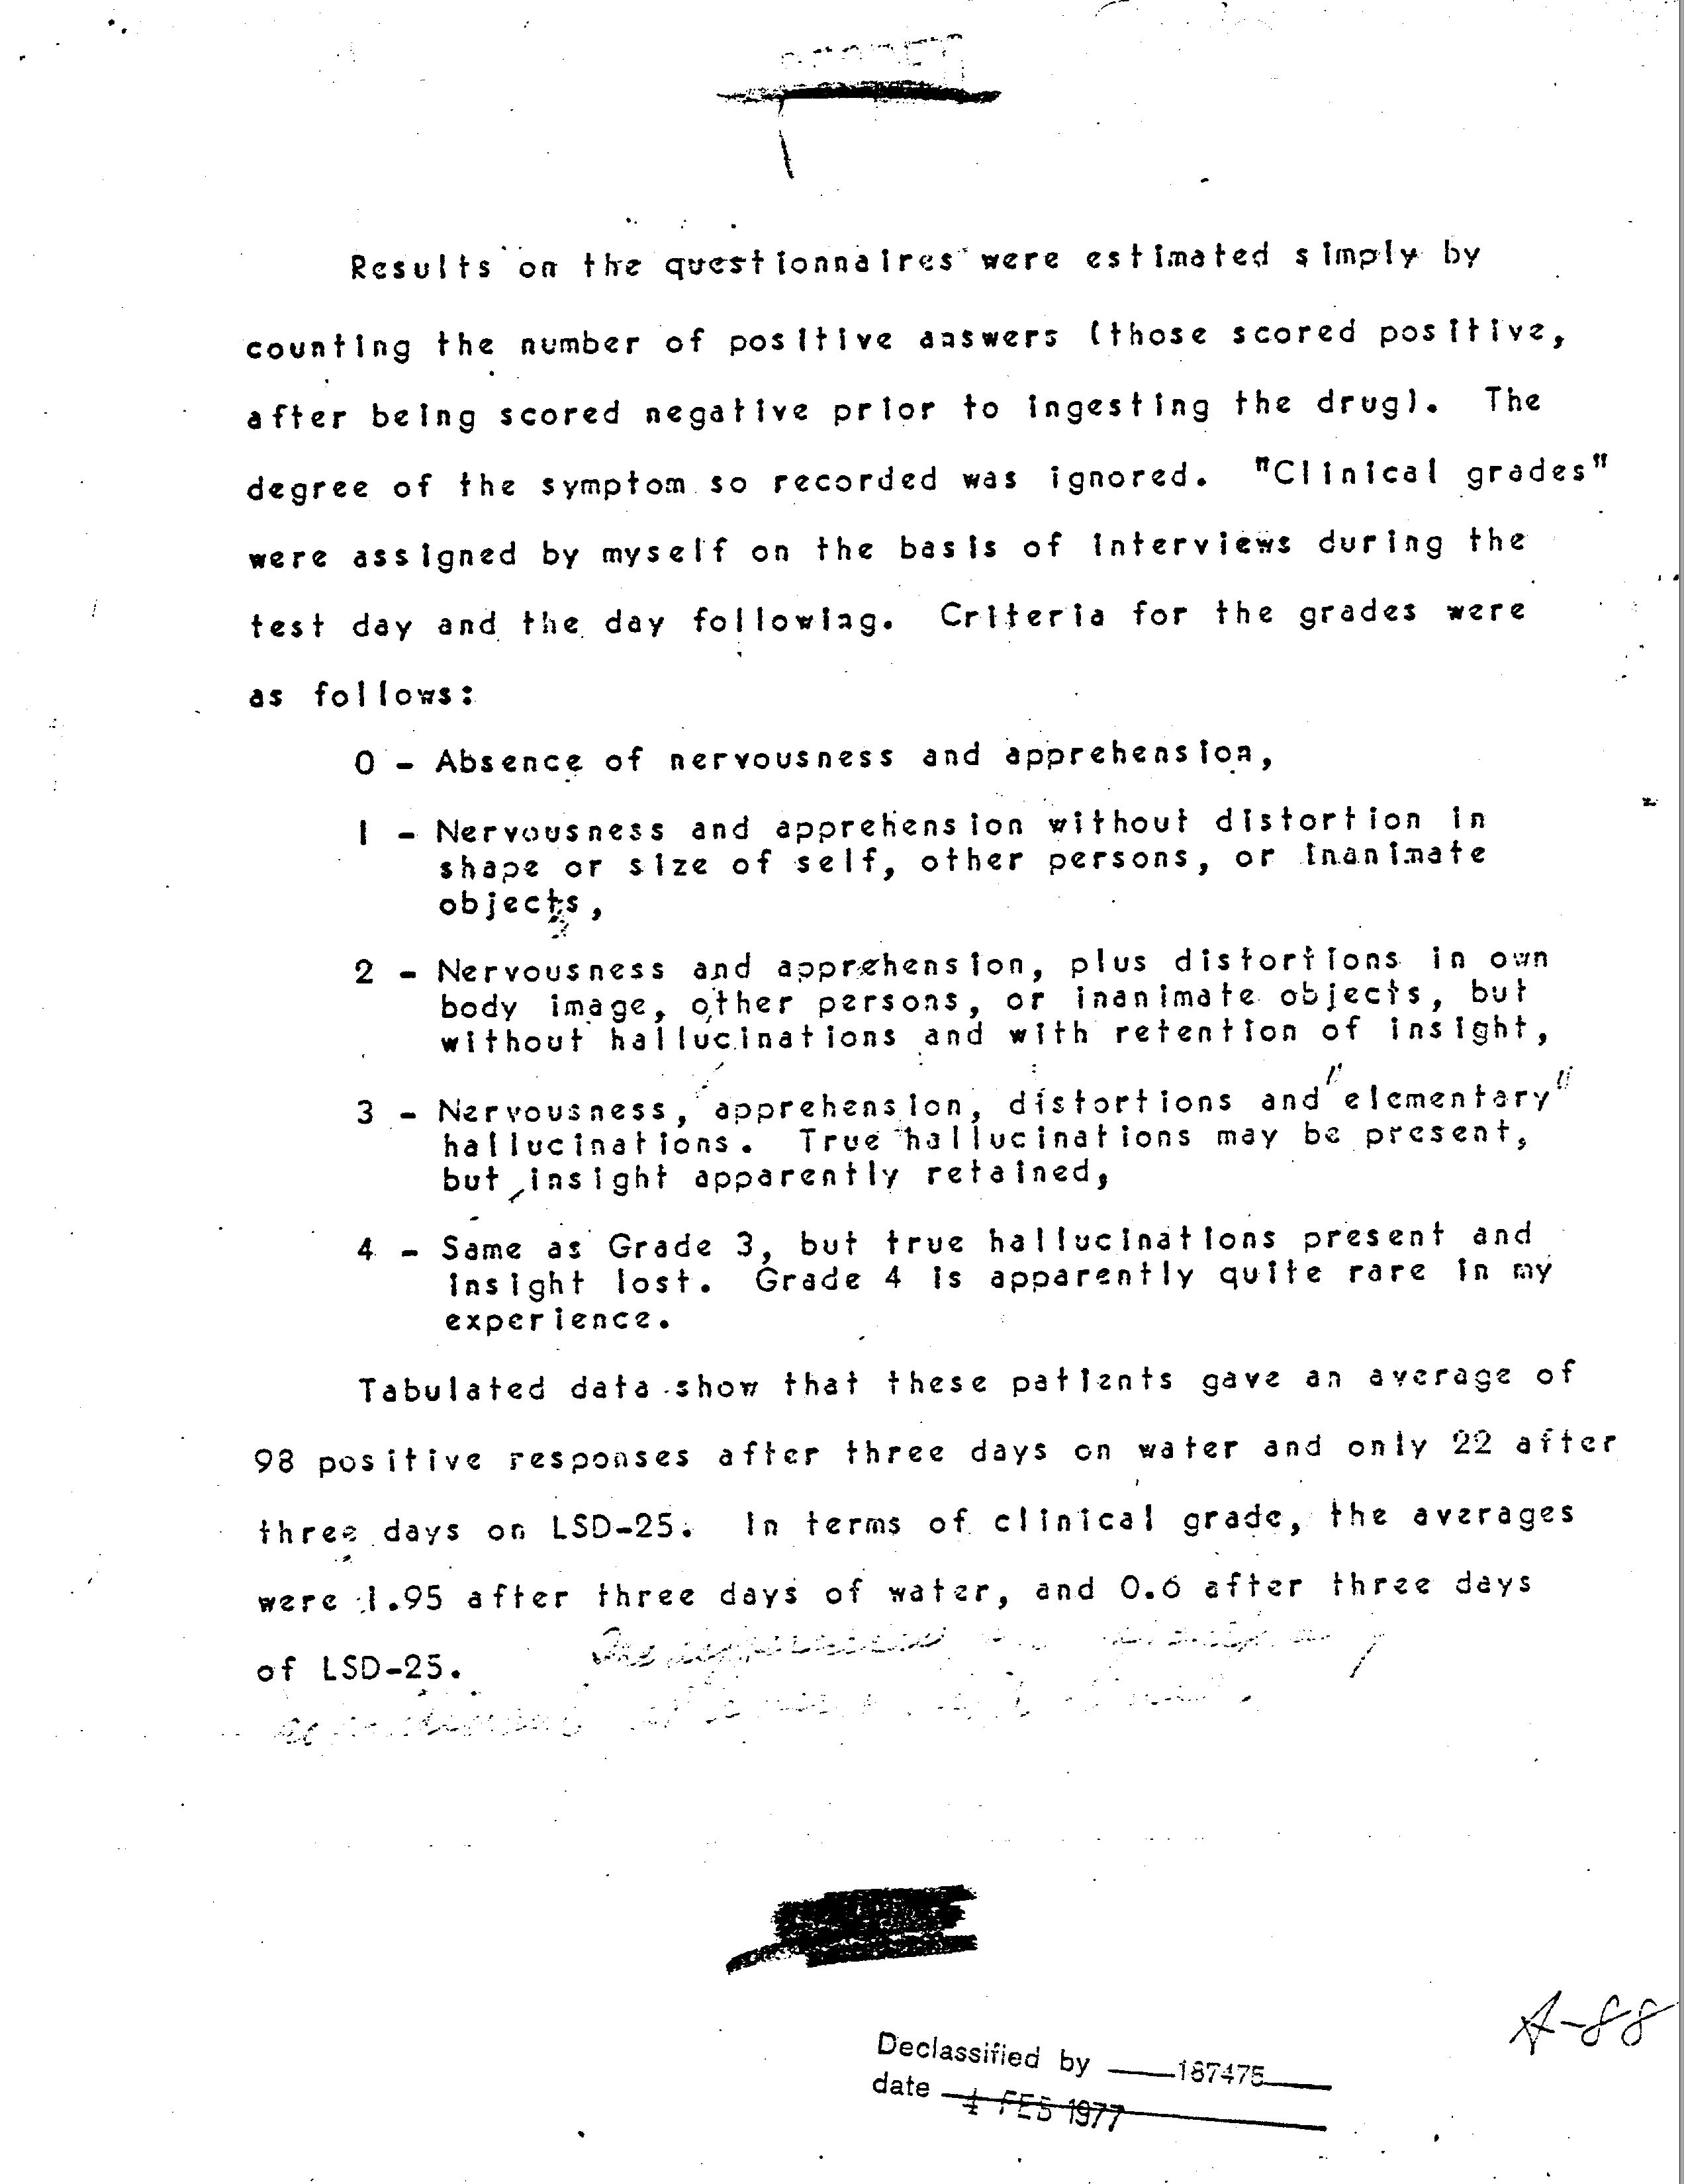 Results on the questionnaires were estimated simply by
counting the number of positive answers (those scored positive,
after being scored negative prior to ingesting the drug). The
degree of the symptom so recorded was ignored. "Clinical grades"
were assigned by myself on the basis of interviews during the
test day and the day following. Criteria for the grades were
as follows:
0 - Absence of nervousness and apprehension,
1 - Nervousness and apprehension without distortion in
shape or size of self, other persons, or inanimate
objects,
2 - Nervousness and apprehension, plus distortions in own
body image, other persons, or inanimate objects, but
without hallucinations and with retention of insight,
3 - Nervousness, apprehension, distortions and "elementary"
hallucinations. True hallucinations may be present,
but insight apparently retained,
4 - Same as Grade 3, but true hallucinations present and
insight lost. Grade 4 is apparently quite rare in my
experience.
Tabulated data show that these patients gave an average of
98 positive responses after three days on water and only 22 after
three days on LSD-25. In terms of clinical grade, the averages
were 1.95 after three days of water, and 0.6 after three days
of LSD-25.
A-88
Declassified by 187475
date 4 FEB 1977